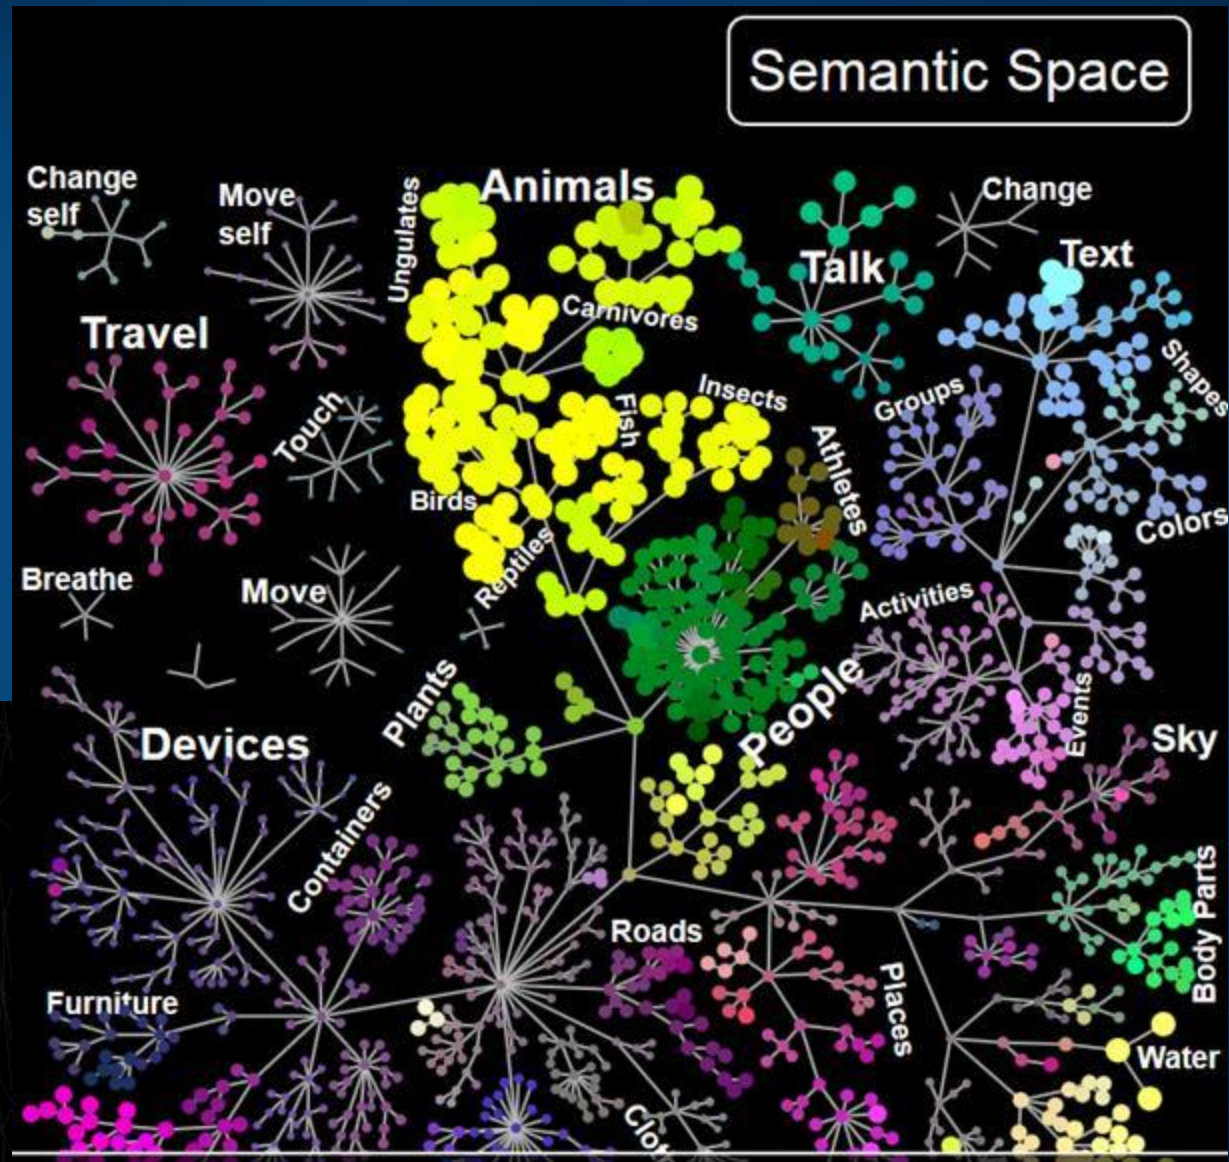 Semantic Space
Change
self
Move
self
Ungulates
Animals
Change
Talk
Text
Carnivores
Travel
Shapes
Touch
Fish
Insects
Groups
Athletes
Birds
Colors
Reptiles
Breathe
Move
Activities
Plants
People
Events
Devices
Sky
Containers
Body Parts
Roads
Places
Furniture
Water